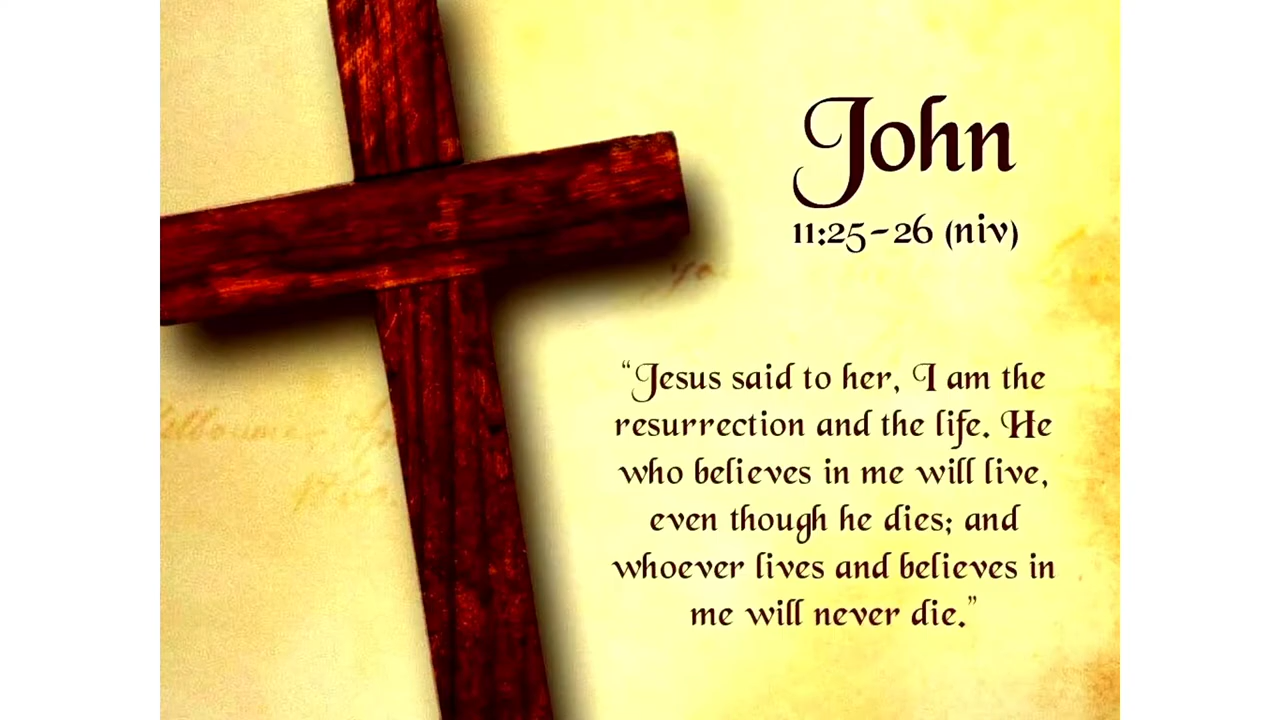 John
11:25-26 (niv)
“Jesus said to her, I am the
resurrection and the life. He
who believes in me will live,
even though he dies; and
whoever lives and believes in
me will never die.”